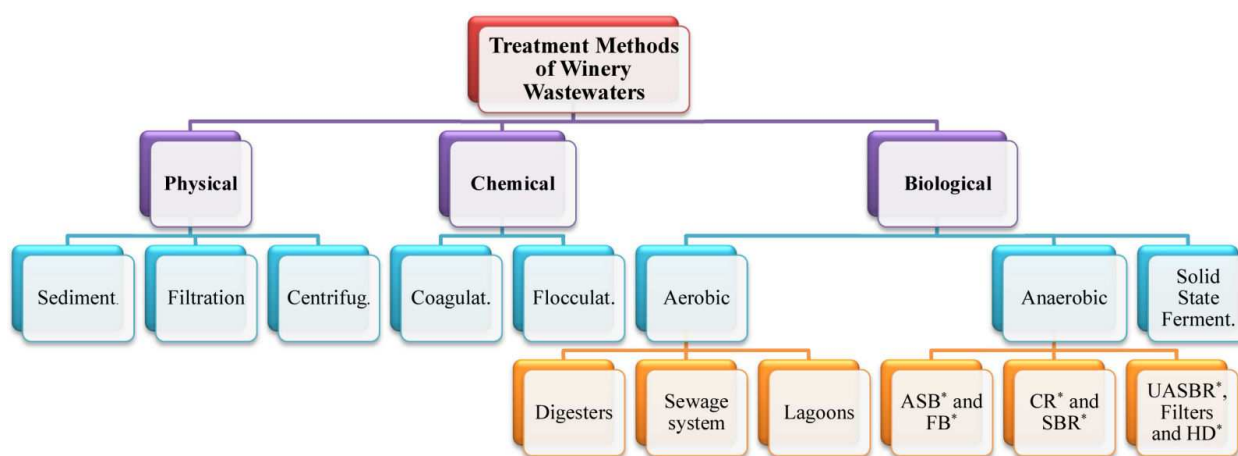 Treatment Methods
of Winery
Wastewaters
Physical
Chemical
Biological
Sediment.
Filtration
Centrifug.
Coagulat.
Flocculat.
Aerobic
Anaerobic
Solid
State
Ferment.
Digesters
Sewage
system
Lagoons
ASB* and
FB*
CR* and
SBR*
UASBR*,
Filters
and HD*